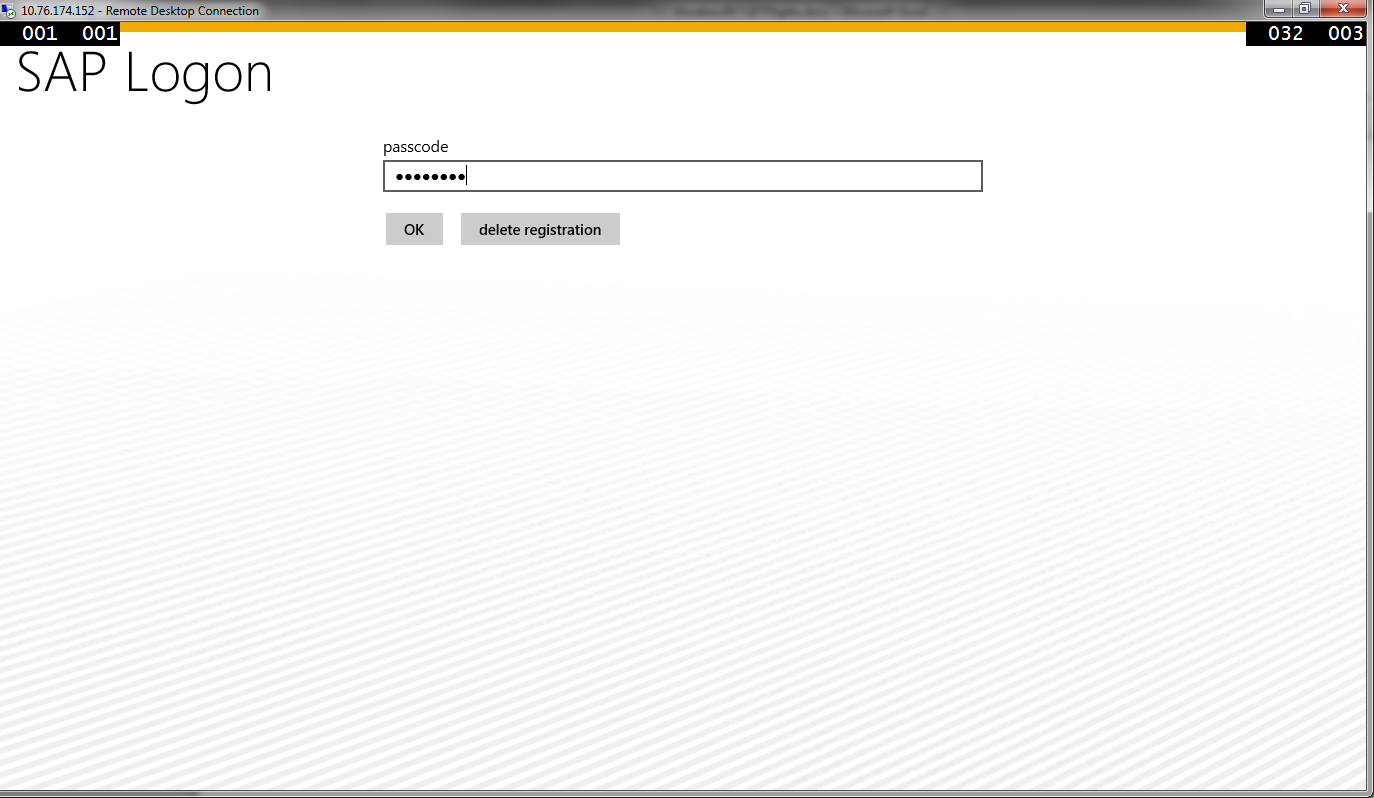 10.76.174.152 - Remote Desktop Connection
001 001 032 003
SAP Logon
passcode
••••••••
OK delete registration